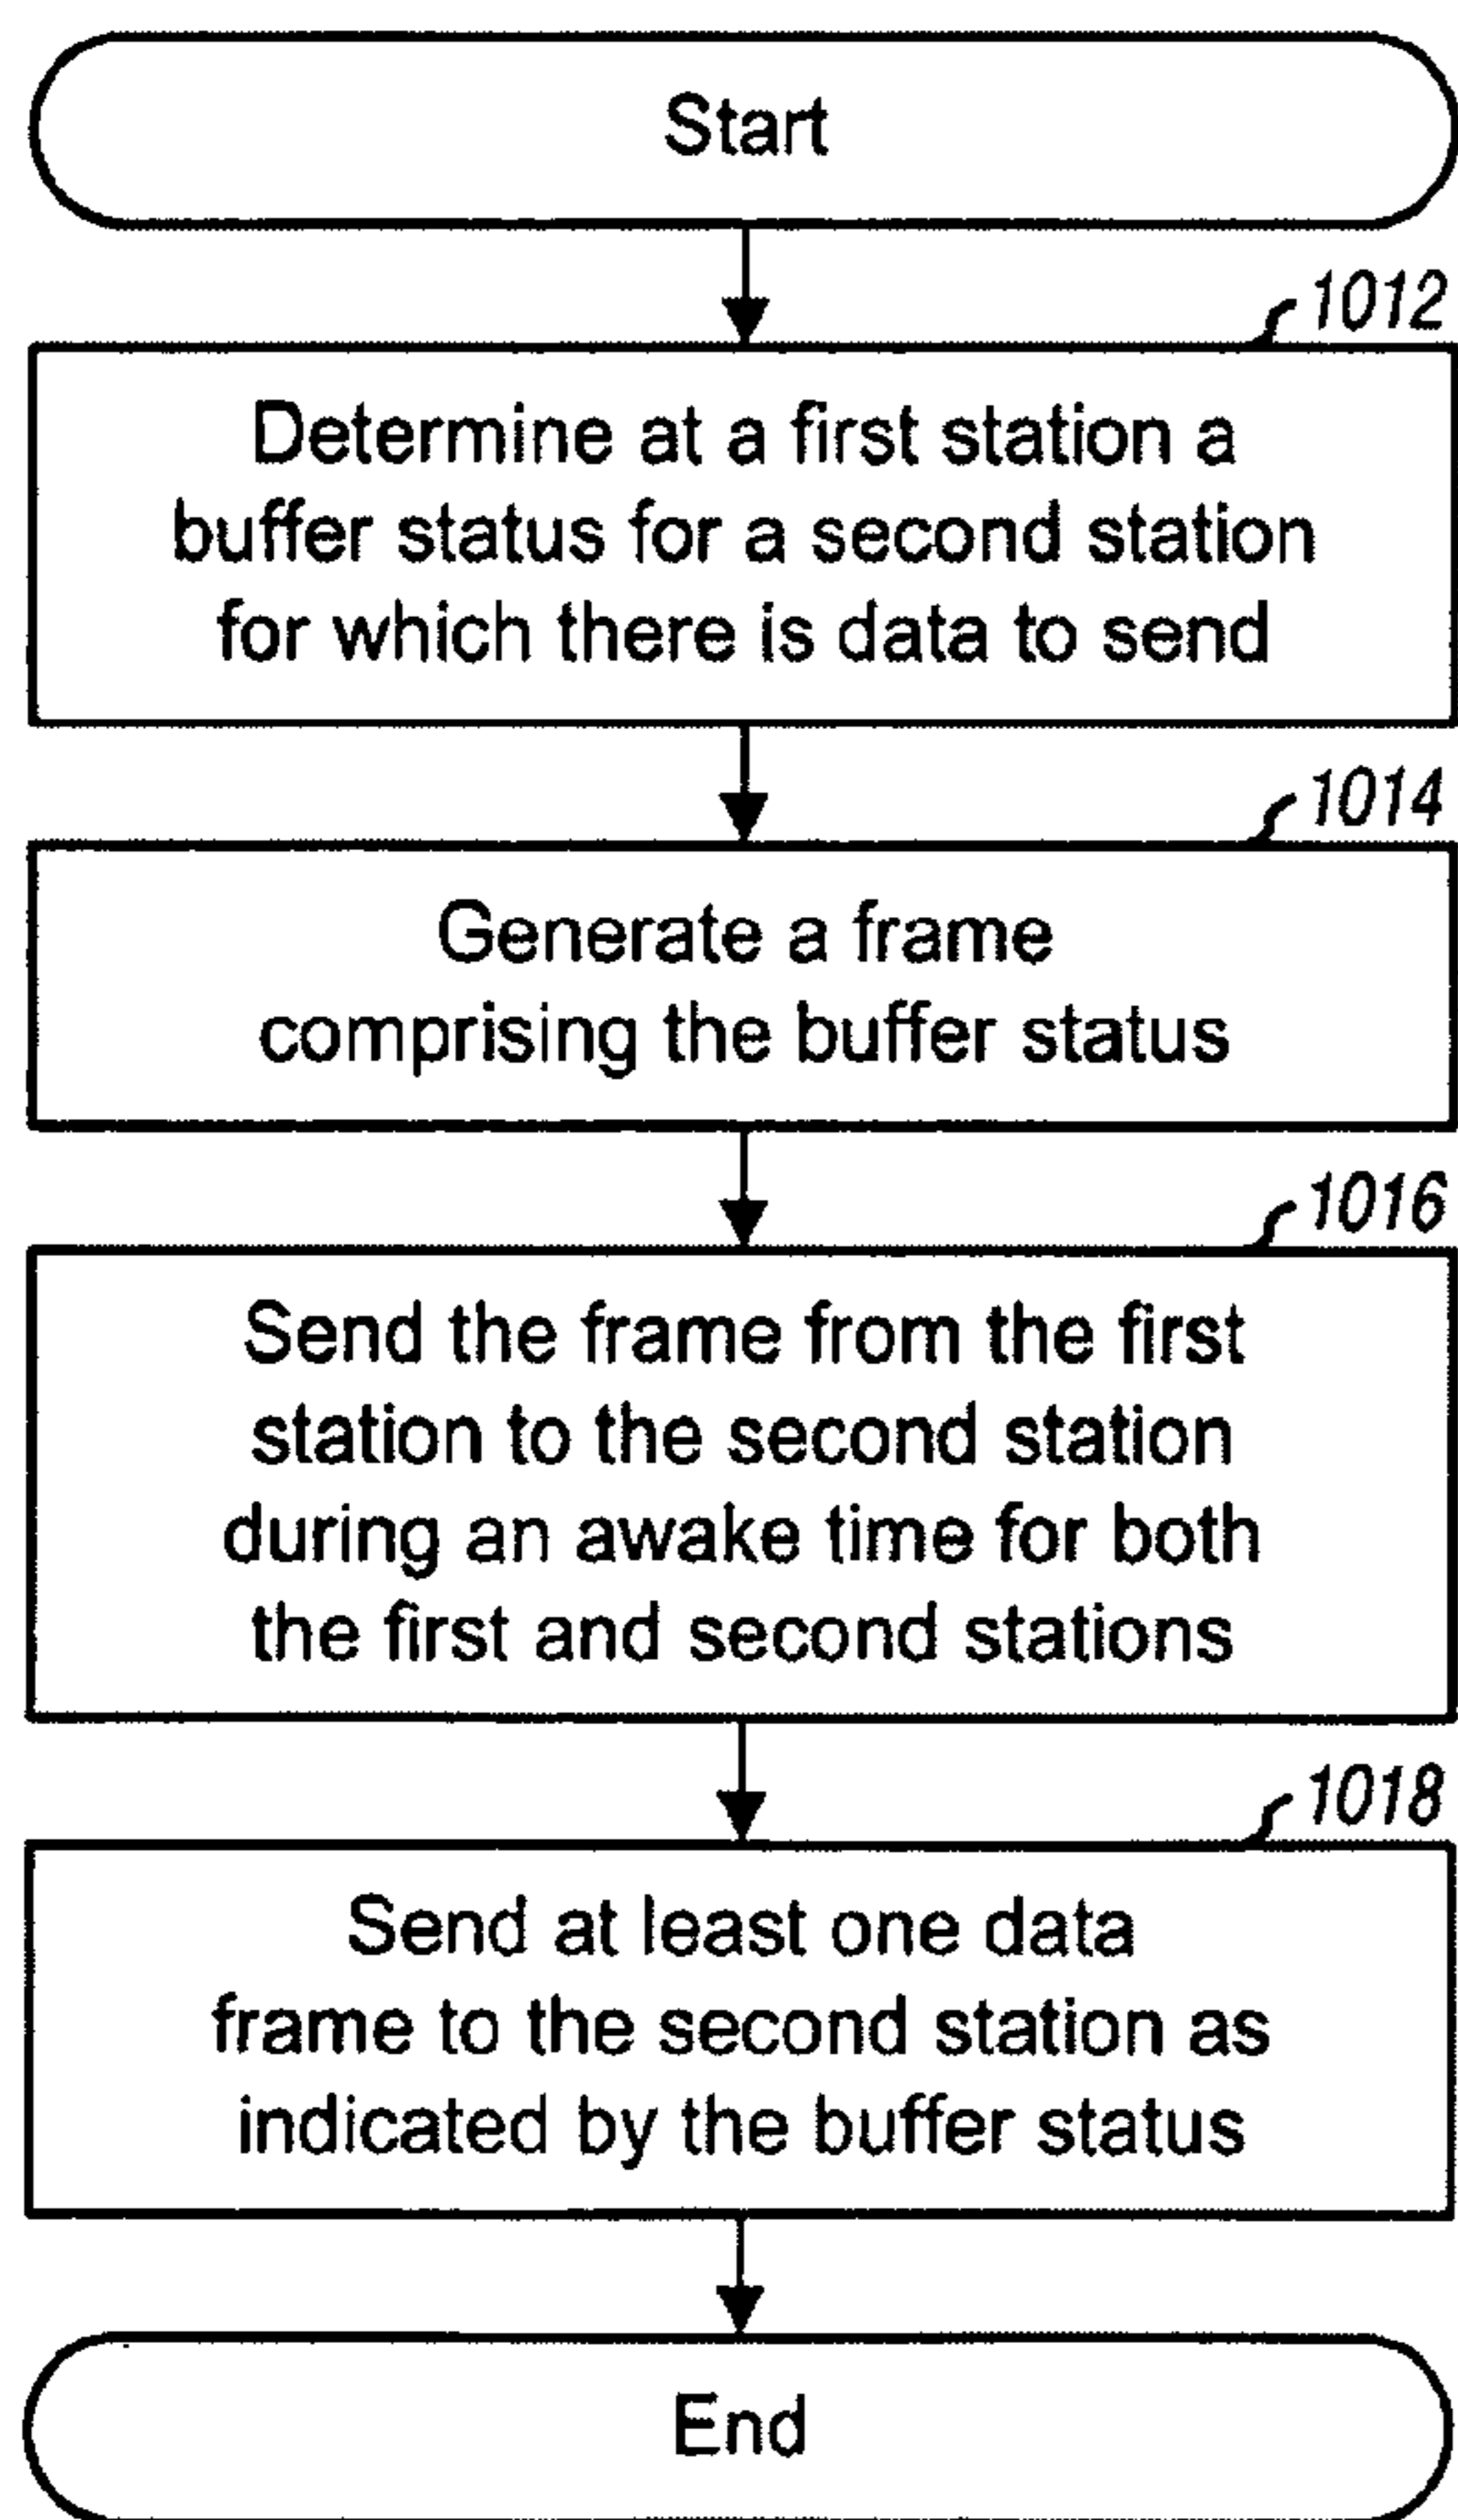 Start
1012
Determine at a first station a
buffer status for a second station
for which there is data to send
1014
Generate a frame
comprising the buffer status
1016
Send the frame from the first
station to the second station
during an awake time for both
the first and second stations
1018
Send at least one data
frame to the second station as
indicated by the buffer status
End